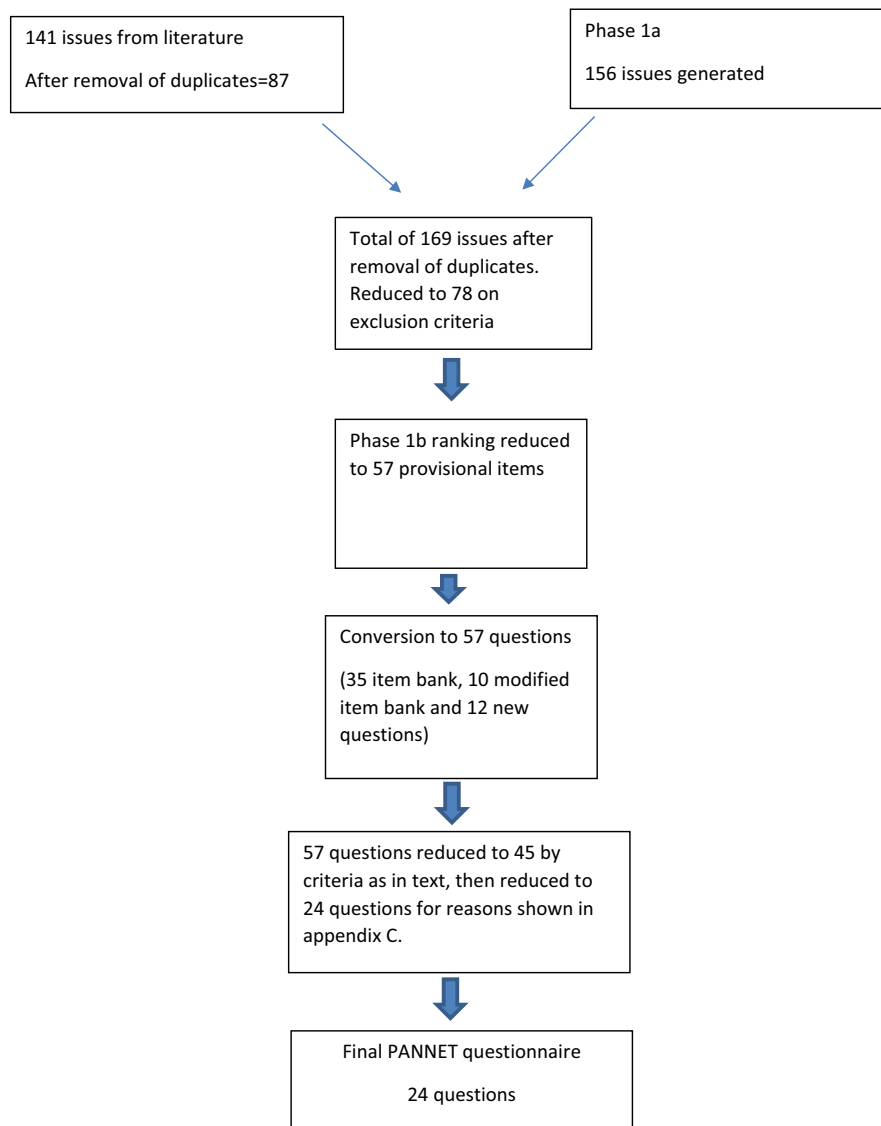 141 issues from literature
After removal of duplicates=87
Phase 1a
156 issues generated
Total of 169 issues after
removal of duplicates.
Reduced to 78 on
exclusion criteria
Phase 1b ranking reduced
to 57 provisional items
Conversion to 57 questions
(35 item bank, 10 modified
item bank and 12 new
questions)
57 questions reduced to 45 by
criteria as in text, then reduced to
24 questions for reasons shown in
appendix C.
Final PANNET questionnaire
24 questions